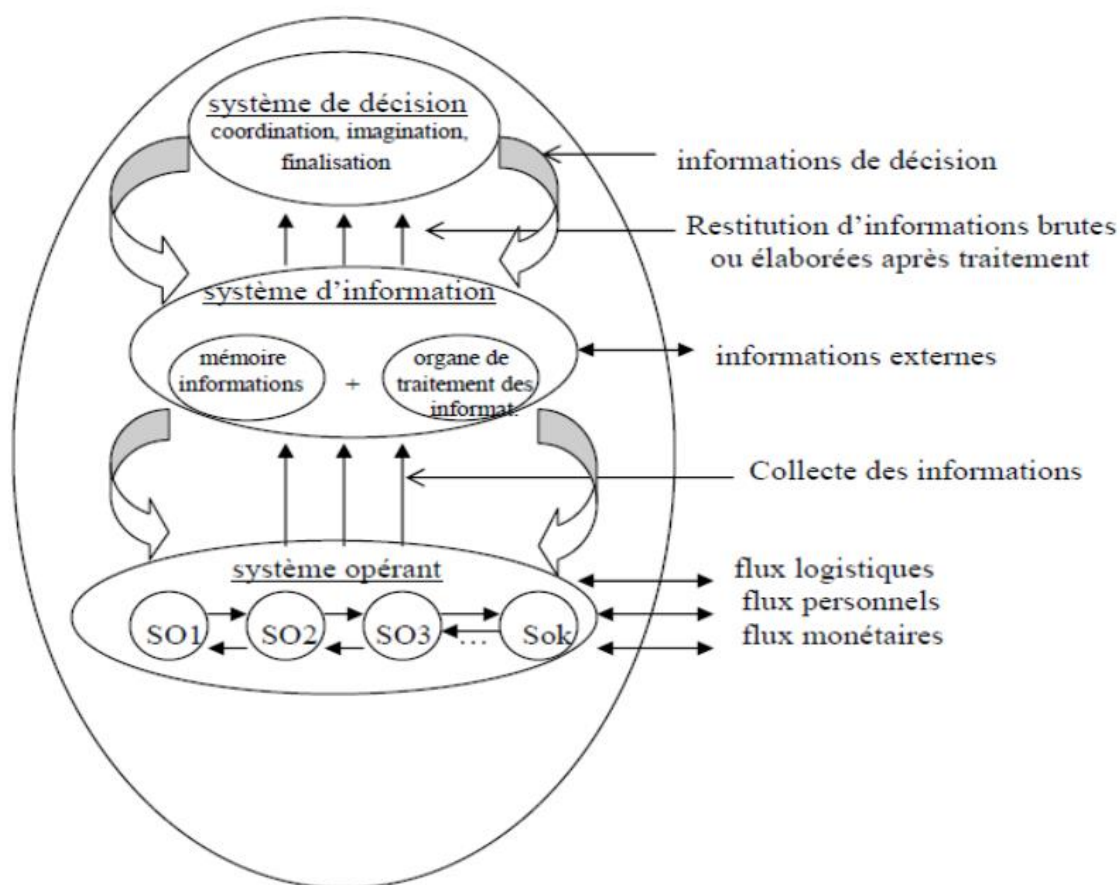 système de décision
coordination, imagination,
finalisation
informations de décision
Restitution d'informations brutes
ou élaborées après traitement
système d'information
mémoire
informations
+
organe de
traitement des
informat.
informations externes
Collecte des informations
système opérant
SO1
SO2
SO3
...
Sok
flux logistiques
flux personnels
flux monétaires